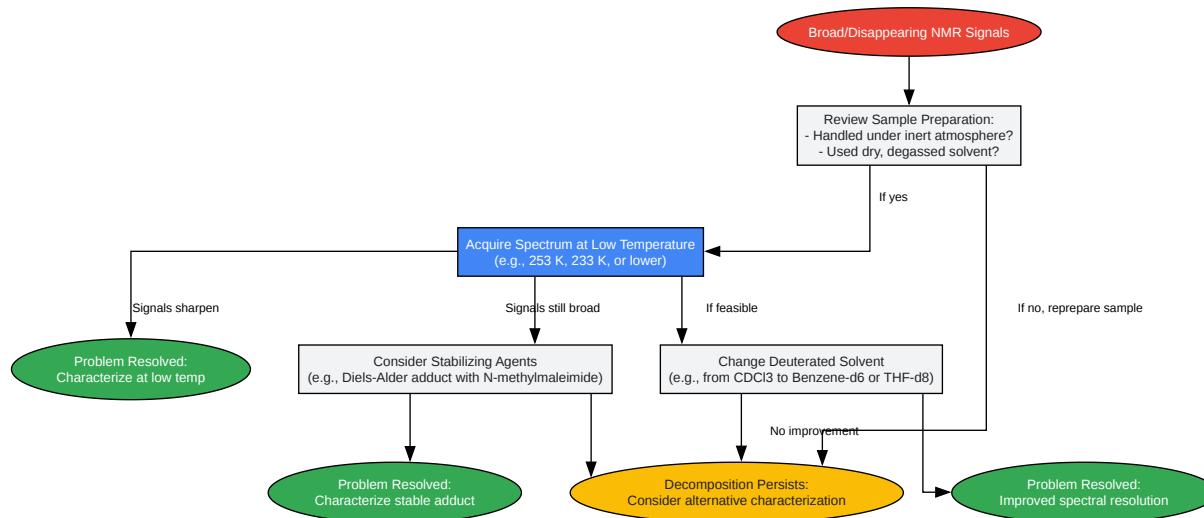 Broad/Disappearing NMR Signals
Review Sample Preparation:
- Handled under inert atmosphere?
- Used dry, degassed solvent?
If yes
Acquire Spectrum at Low Temperature
(e.g., 253 K, 233 K, or lower)
Signals sharpen
Signals still broad
If feasible
If no, reprepare sample
Problem Resolved:
Characterize at low temp
Consider Stabilizing Agents
(e.g., Diels-Alder adduct with N-methylmaleimide)
Change Deuterated Solvent
(e.g., from CDCl3 to Benzene-d6 or THF-d8)
No improvement
Problem Resolved:
Characterize stable adduct
Decomposition Persists:
Consider alternative characterization
Problem Resolved:
Improved spectral resolution